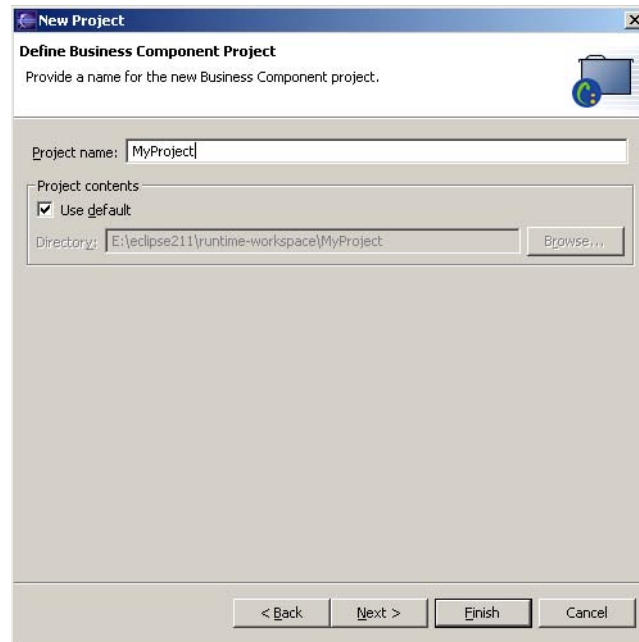 New Project
Define Business Component Project
Provide a name for the new Business Component project.
Project name: MyProject
Project contents
Use default
Directory: E:\eclipse211\runtime-workspace\MyProject Browse...
< Back Next > Finish Cancel